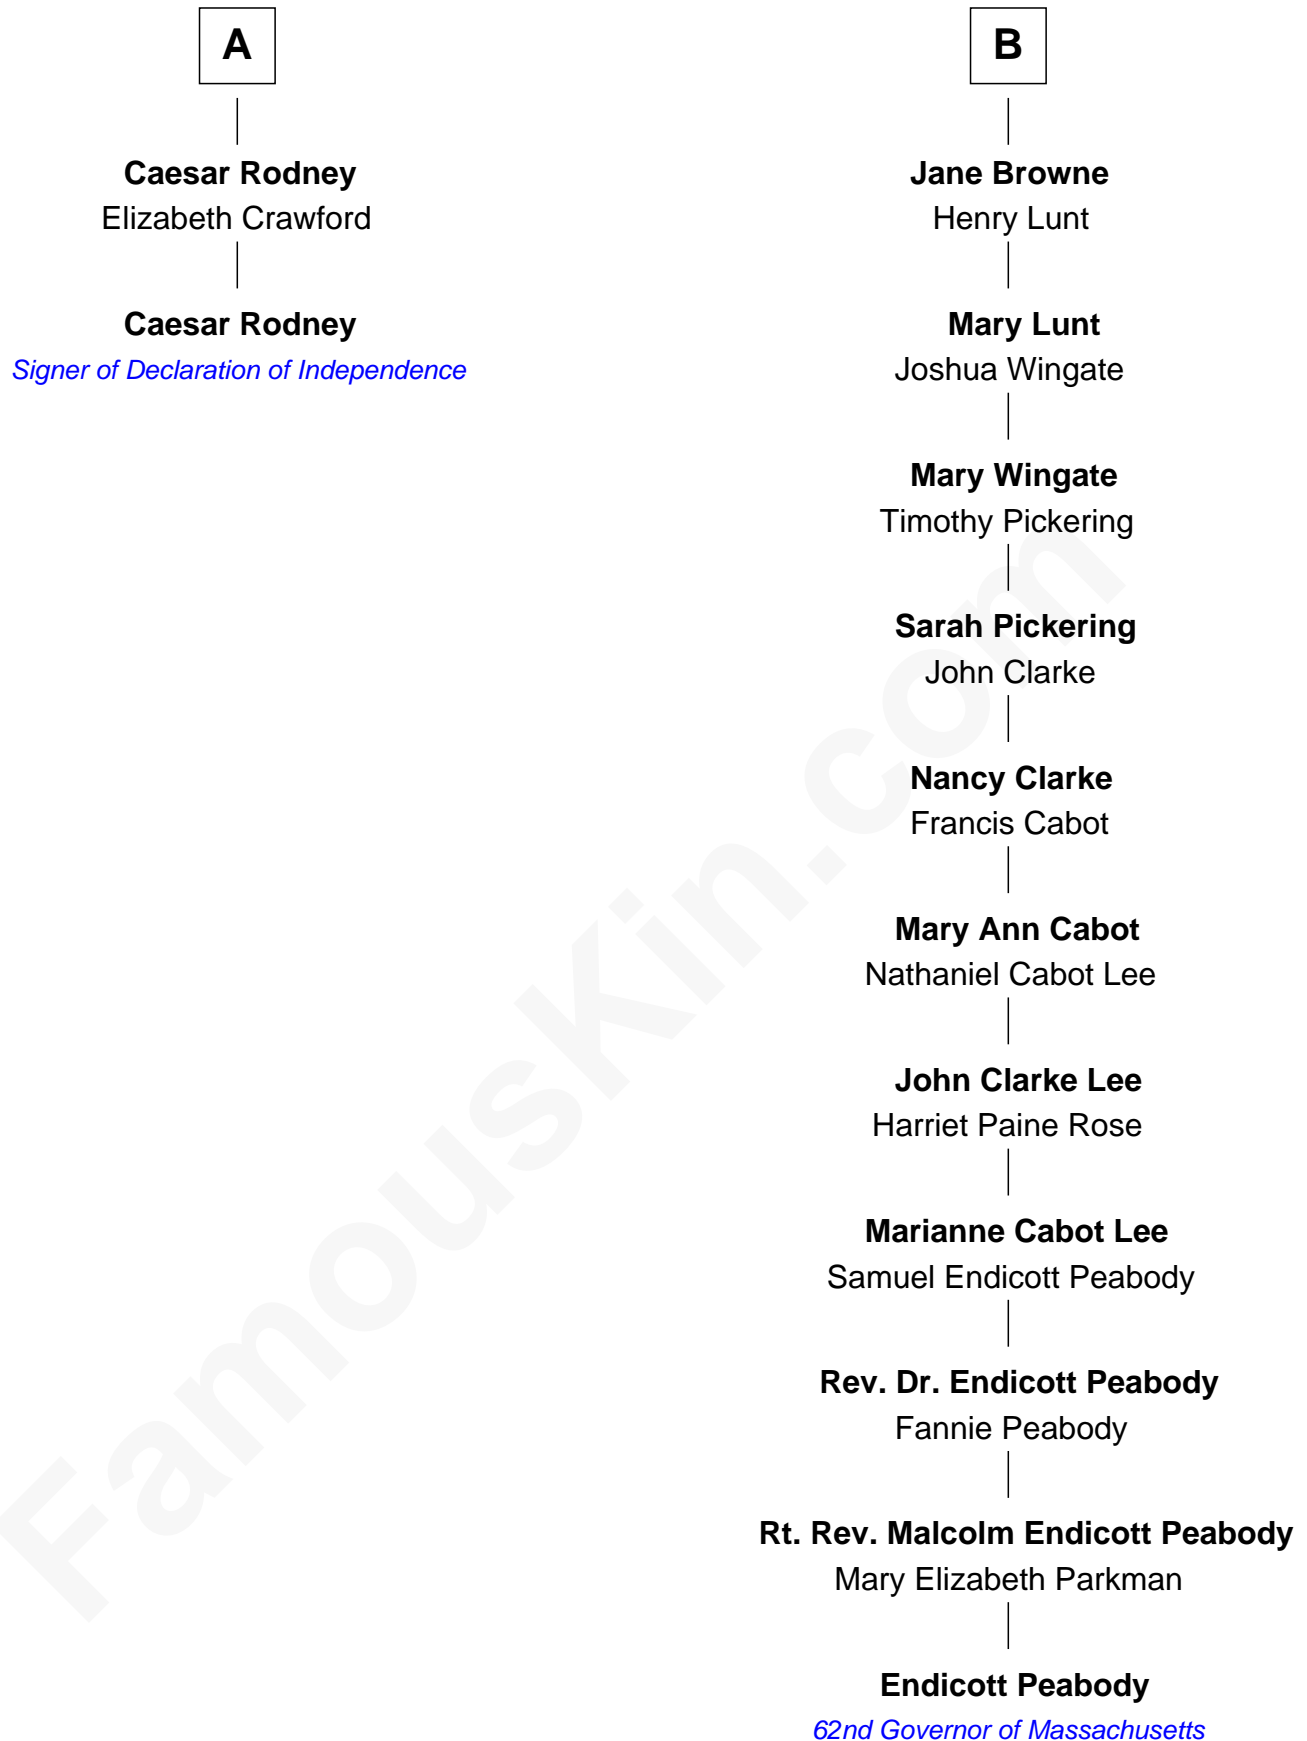 A
Caesar Rodney
Elizabeth Crawford
Caesar Rodney
Signer of Declaration of Independence
B
Jane Browne
Henry Lunt
Mary Lunt
Joshua Wingate
Mary Wingate
Timothy Pickering
Sarah Pickering
John Clarke
Nancy Clarke
Francis Cabot
Mary Ann Cabot
Nathaniel Cabot Lee
John Clarke Lee
Harriet Paine Rose
Marianne Cabot Lee
Samuel Endicott Peabody
Rev. Dr. Endicott Peabody
Fannie Peabody
Rt. Rev. Malcolm Endicott Peabody
Mary Elizabeth Parkman
Endicott Peabody
62nd Governor of Massachusetts
FamousKin.com